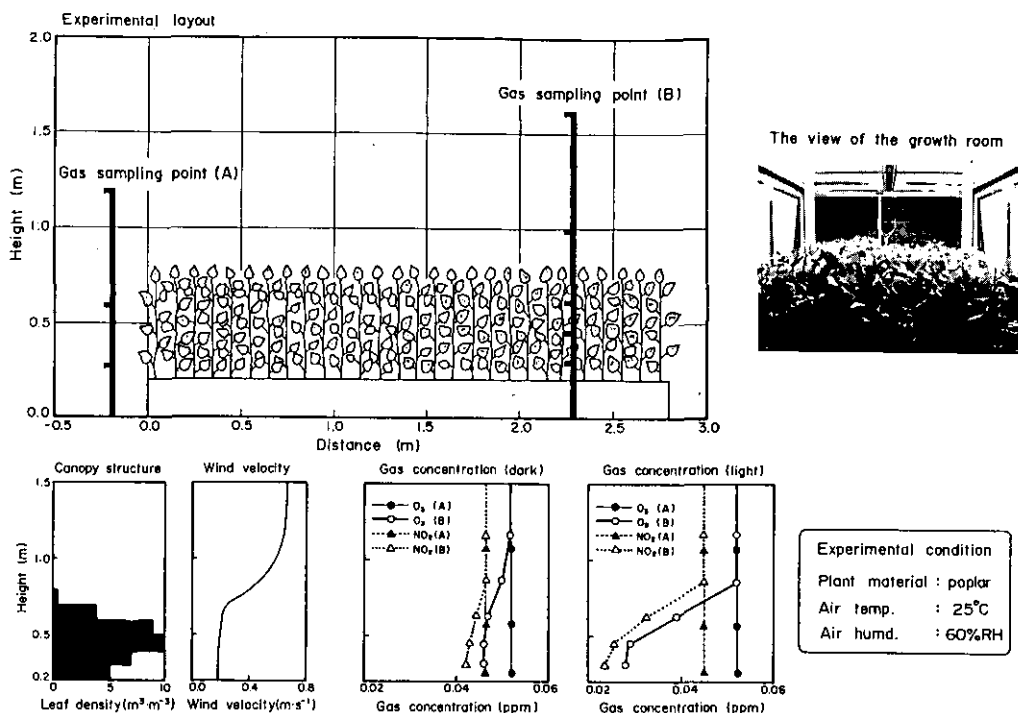 Experimental layout
2.0
1.5
1.0
0.5
0.0
Height (m)
Gas sampling point (A)
Gas sampling point (B)
-0.5
0.0
0.5
1.0
1.5
2.0
2.5
3.0
Distance (m)
The view of the growth room
Canopy structure
1.5
1.0
0.5
0.2
Height (m)
0
5
10
Leaf density(m³·m⁻³)
Wind velocity
0
0.4
0.8
Wind velocity(m·s⁻¹)
Gas concentration (dark)
O₃ (A)
O₃ (B)
NO₂(A)
NO₂(B)
0.02
0.04
0.06
Gas concentration (ppm)
Gas concentration (light)
O₃ (A)
O₃ (B)
NO₂(A)
NO₂(B)
0.02
0.04
0.06
Gas concentration (ppm)
Experimental condition
Plant material : poplar
Air temp. : 25°C
Air humd. : 60%RH